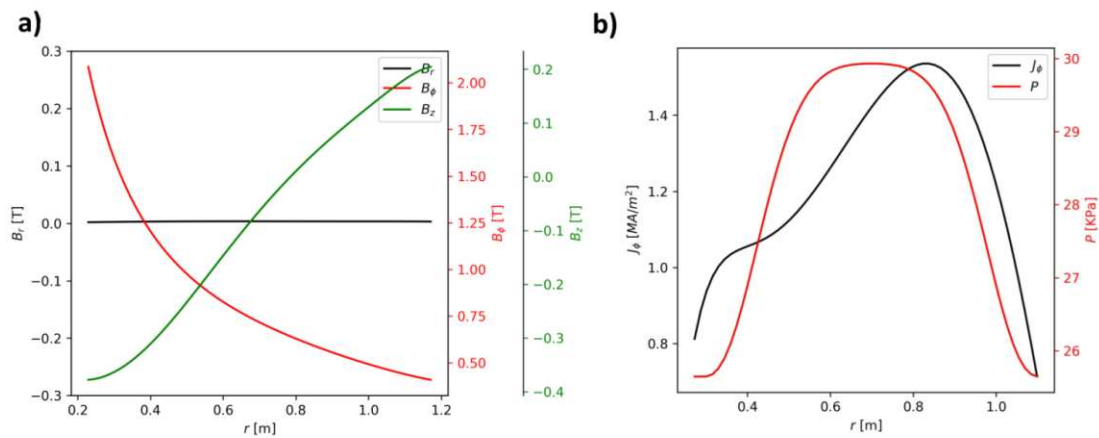 a)
0.3
0.2
0.1
0.0
−0.1
−0.2
−0.3
B_r [T]
0.2 0.4 0.6 0.8 1.0 1.2
r [m]
B_r
B_ϕ
B_z
2.00
1.75
1.50
1.25
1.00
0.75
0.50
B_ϕ [T]
0.2
0.1
0.0
−0.1
−0.2
−0.3
−0.4
B_z [T]
b)
1.4
1.2
1.0
0.8
J_ϕ [MA/m²]
0.4 0.6 0.8 1.0
r [m]
J_ϕ
P
30
29
28
27
26
P [KPa]